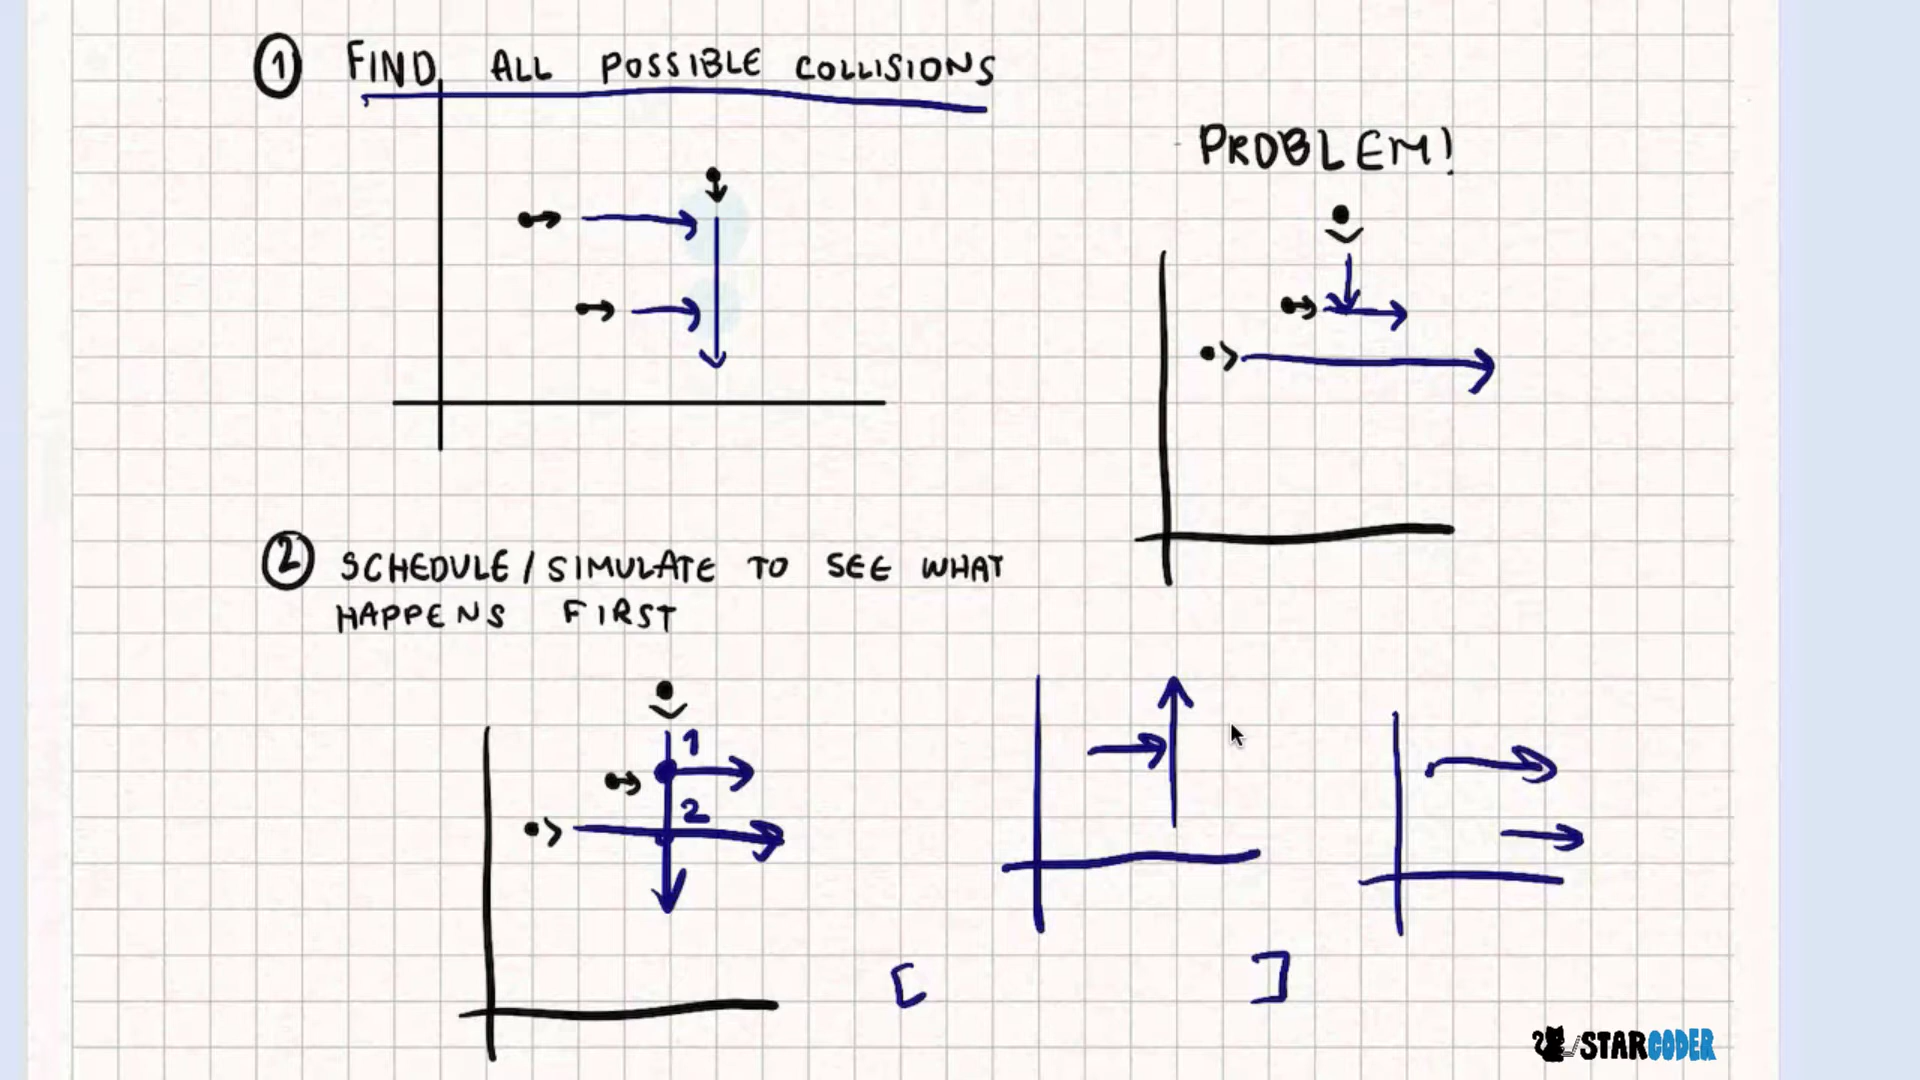 1 FIND ALL POSSIBLE COLLISIONS
PROBLEM!
2 SCHEDULE/SIMULATE TO SEE WHAT
HAPPENS FIRST
1
2
[ ]
STARCODER